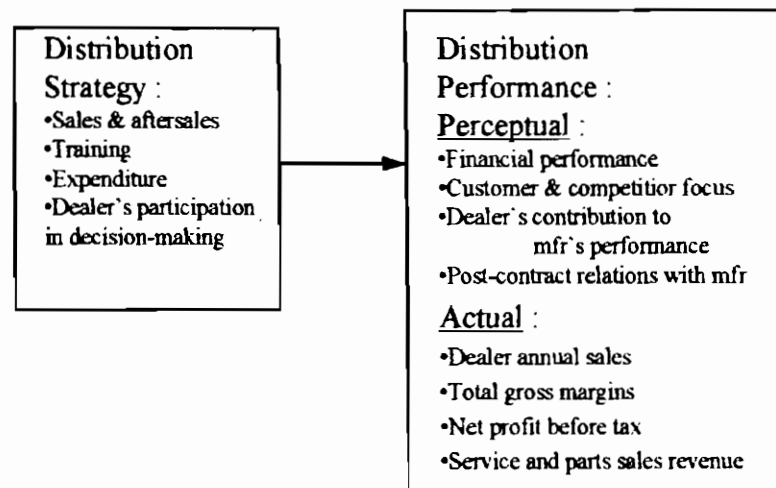 Distribution
Strategy :
•Sales & aftersales
•Training
•Expenditure
•Dealer's participation
in decision-making
Distribution
Performance :
Perceptual :
•Financial performance
•Customer & competitior focus
•Dealer's contribution to
mfr's performance
•Post-contract relations with mfr
Actual :
•Dealer annual sales
•Total gross margins
•Net profit before tax
•Service and parts sales revenue